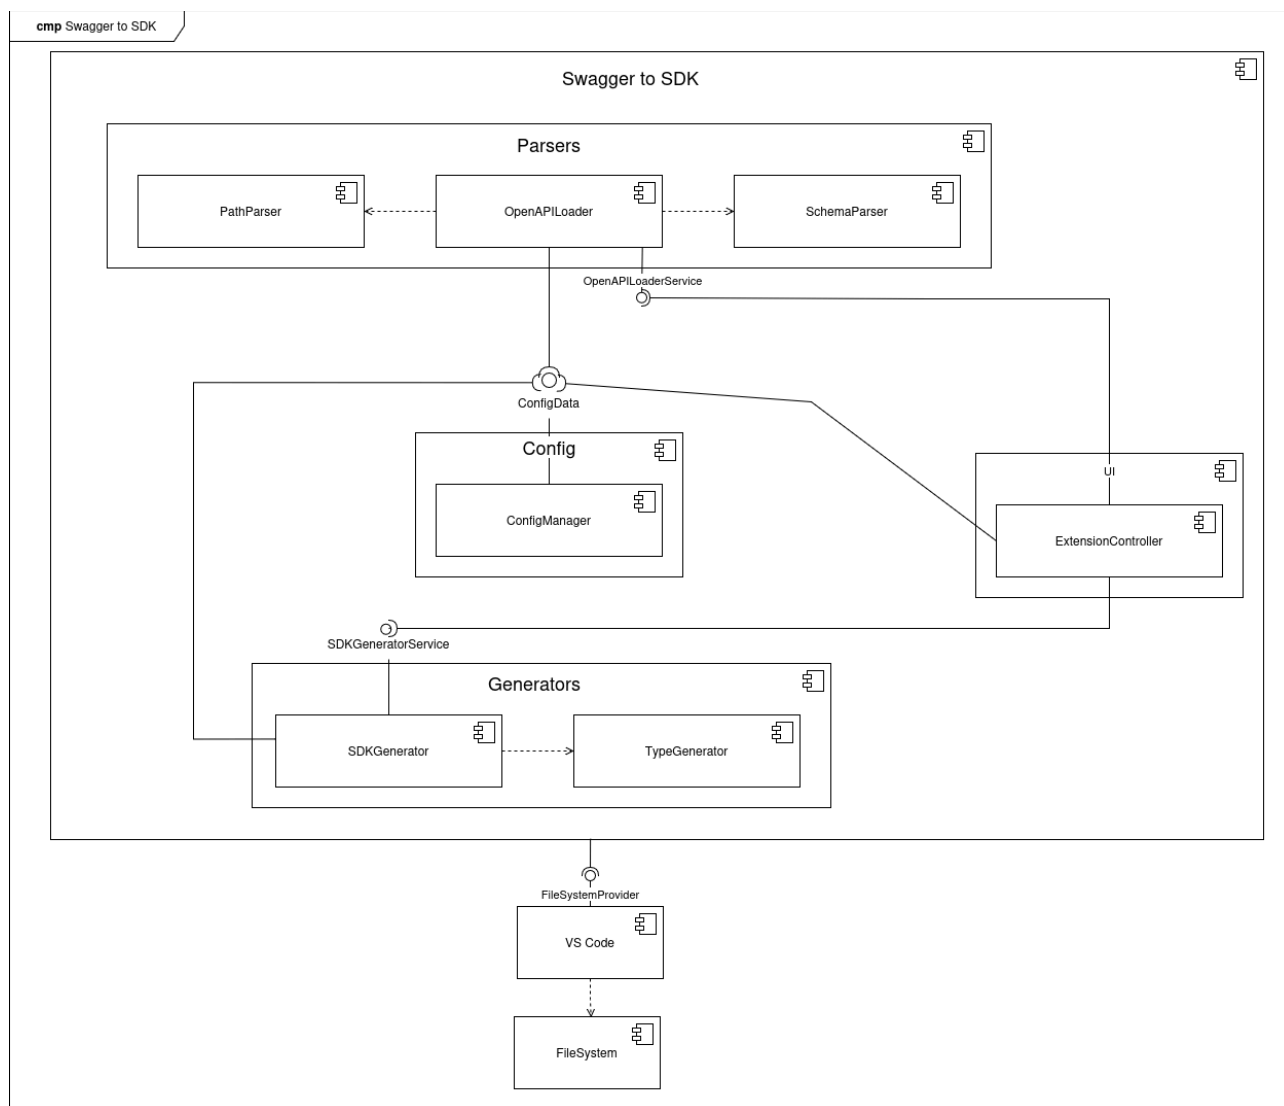 cmp Swagger to SDK
Swagger to SDK
Parsers
PathParser
OpenAPILoader
SchemaParser
OpenAPILoaderService
ConfigData
Config
ConfigManager
UI
ExtensionController
SDKGeneratorService
Generators
SDKGenerator
TypeGenerator
FileSystemProvider
VS Code
FileSystem